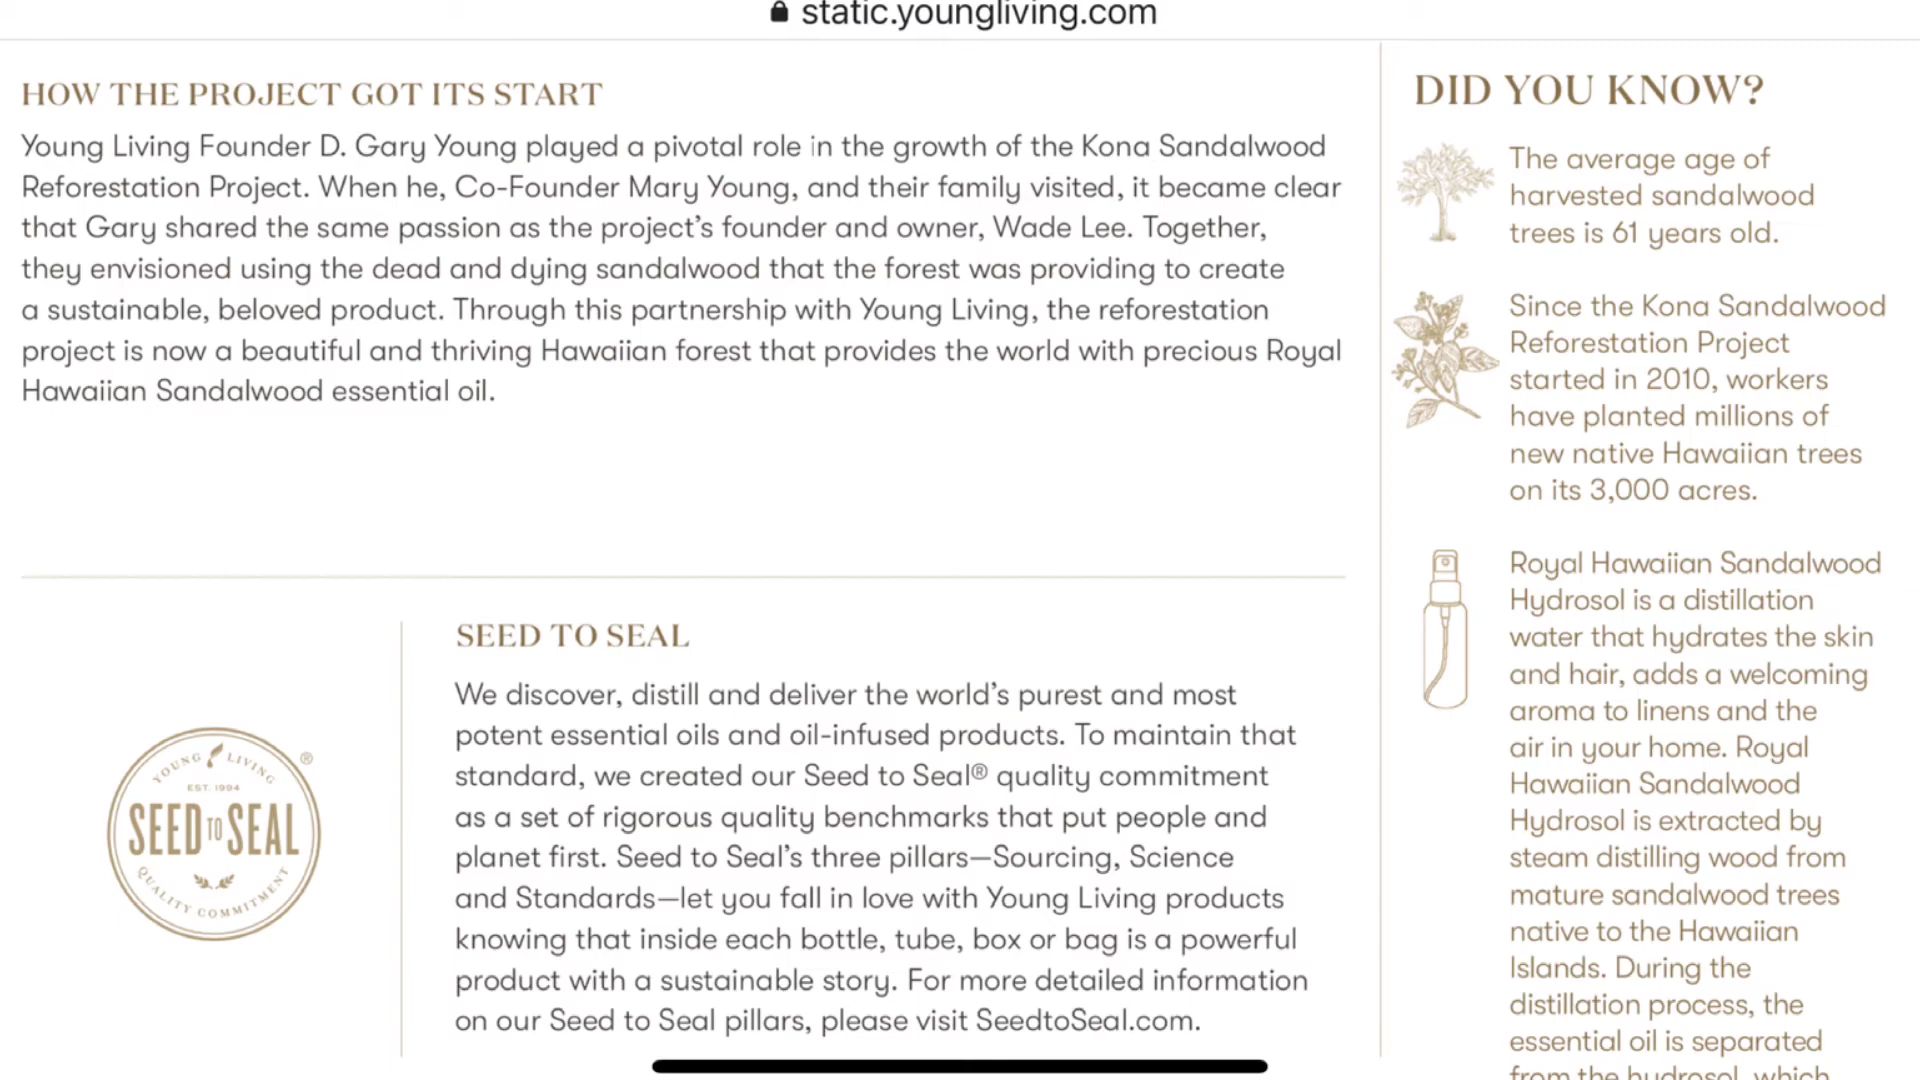 static.youngliving.com
HOW THE PROJECT GOT ITS START
Young Living Founder D. Gary Young played a pivotal role in the growth of the Kona Sandalwood
Reforestation Project. When he, Co-Founder Mary Young, and their family visited, it became clear
that Gary shared the same passion as the project's founder and owner, Wade Lee. Together,
they envisioned using the dead and dying sandalwood that the forest was providing to create
a sustainable, beloved product. Through this partnership with Young Living, the reforestation
project is now a beautiful and thriving Hawaiian forest that provides the world with precious Royal
Hawaiian Sandalwood essential oil.
YOUNG LIVING
®
EST. 1994
SEED TO SEAL
QUALITY COMMITMENT
SEED TO SEAL
We discover, distill and deliver the world's purest and most
potent essential oils and oil-infused products. To maintain that
standard, we created our Seed to Seal® quality commitment
as a set of rigorous quality benchmarks that put people and
planet first. Seed to Seal's three pillars—Sourcing, Science
and Standards—let you fall in love with Young Living products
knowing that inside each bottle, tube, box or bag is a powerful
product with a sustainable story. For more detailed information
on our Seed to Seal pillars, please visit SeedtoSeal.com.
DID YOU KNOW?
The average age of
harvested sandalwood
trees is 61 years old.
Since the Kona Sandalwood
Reforestation Project
started in 2010, workers
have planted millions of
new native Hawaiian trees
on its 3,000 acres.
Royal Hawaiian Sandalwood
Hydrosol is a distillation
water that hydrates the skin
and hair, adds a welcoming
aroma to linens and the
air in your home. Royal
Hawaiian Sandalwood
Hydrosol is extracted by
steam distilling wood from
mature sandalwood trees
native to the Hawaiian
Islands. During the
distillation process, the
essential oil is separated
from the hydrosol, which